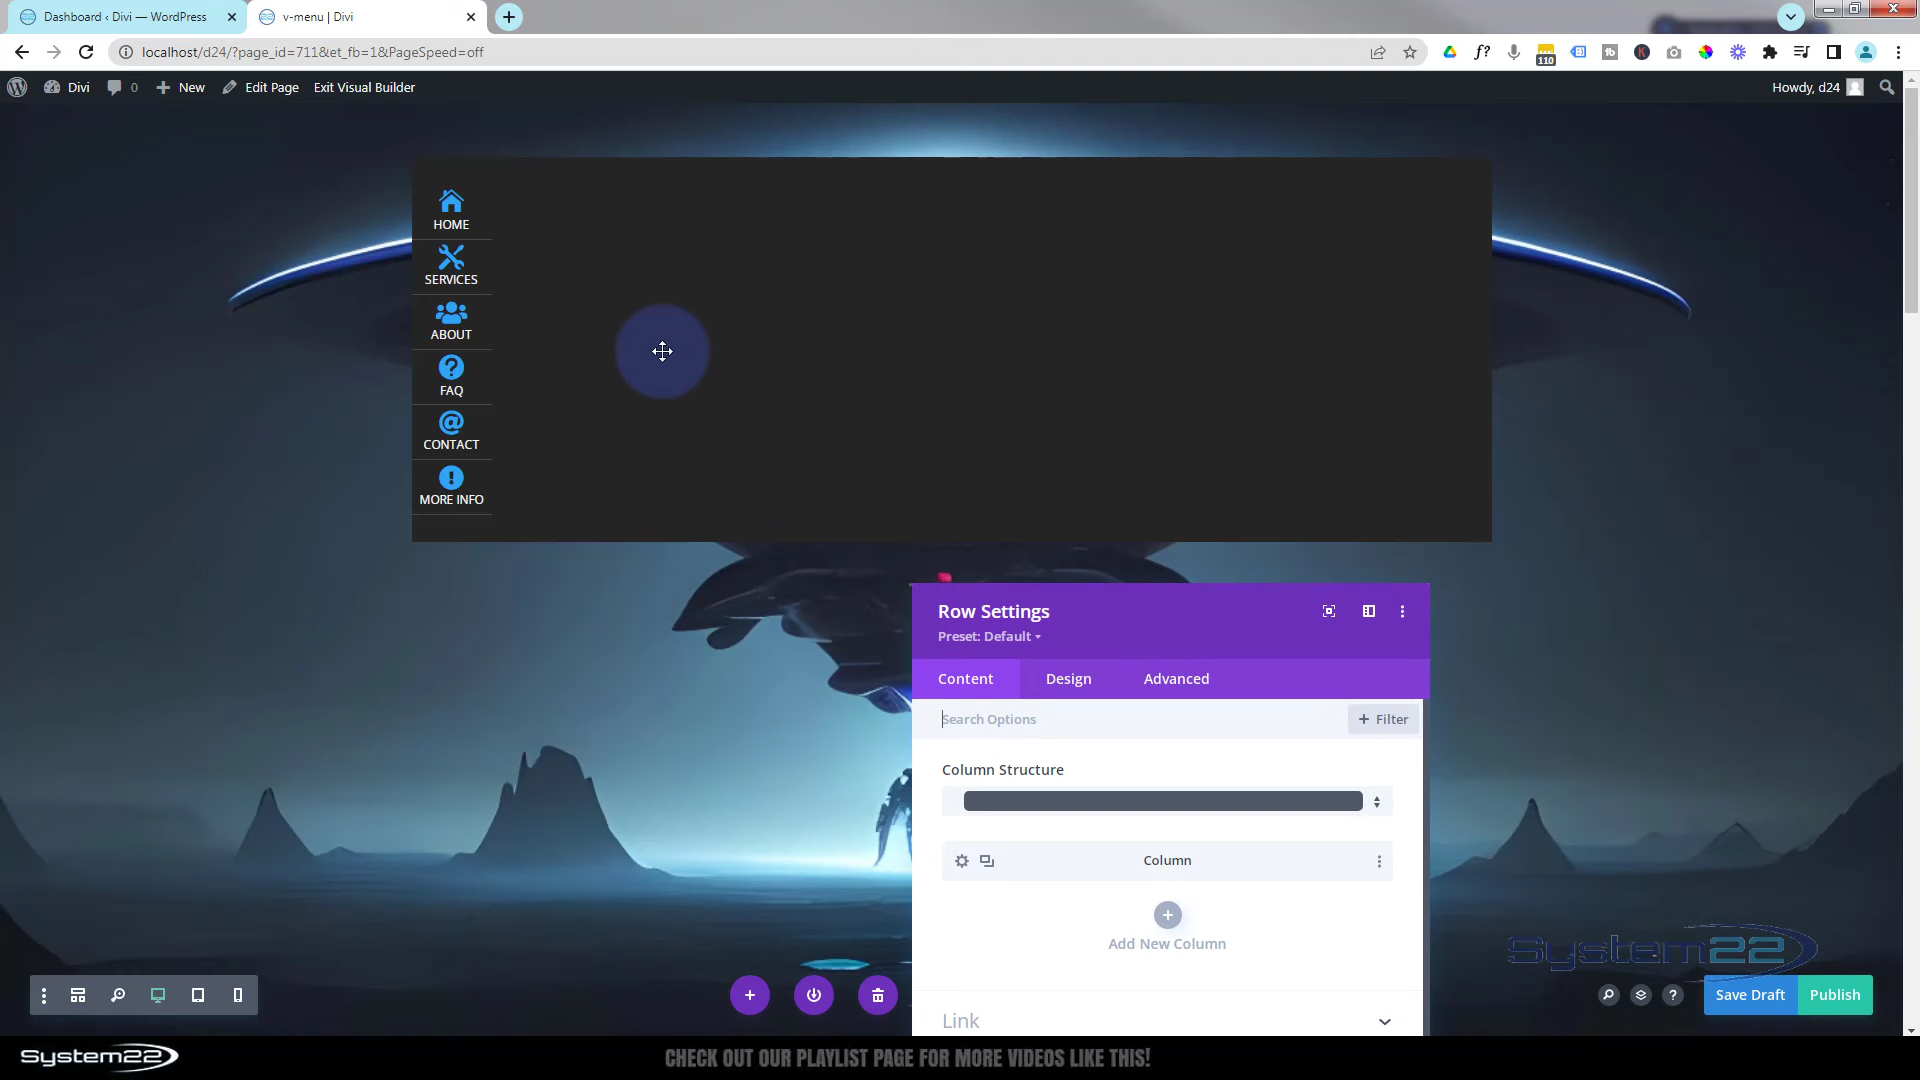 Dashboard ‹ Divi — WordPress
v-menu | Divi
localhost/d24/?page_id=711&et_fb=1&PageSpeed=off
f?
110
Divi
0
New
Edit Page
Exit Visual Builder
Howdy, d24
HOME
SERVICES
ABOUT
FAQ
CONTACT
MORE INFO
Row Settings
Preset: Default
Content
Design
Advanced
Search Options
+ Filter
Column Structure
Column
Add New Column
Link
System22
Save Draft
Publish
System22
CHECK OUT OUR PLAYLIST PAGE FOR MORE VIDEOS LIKE THIS!